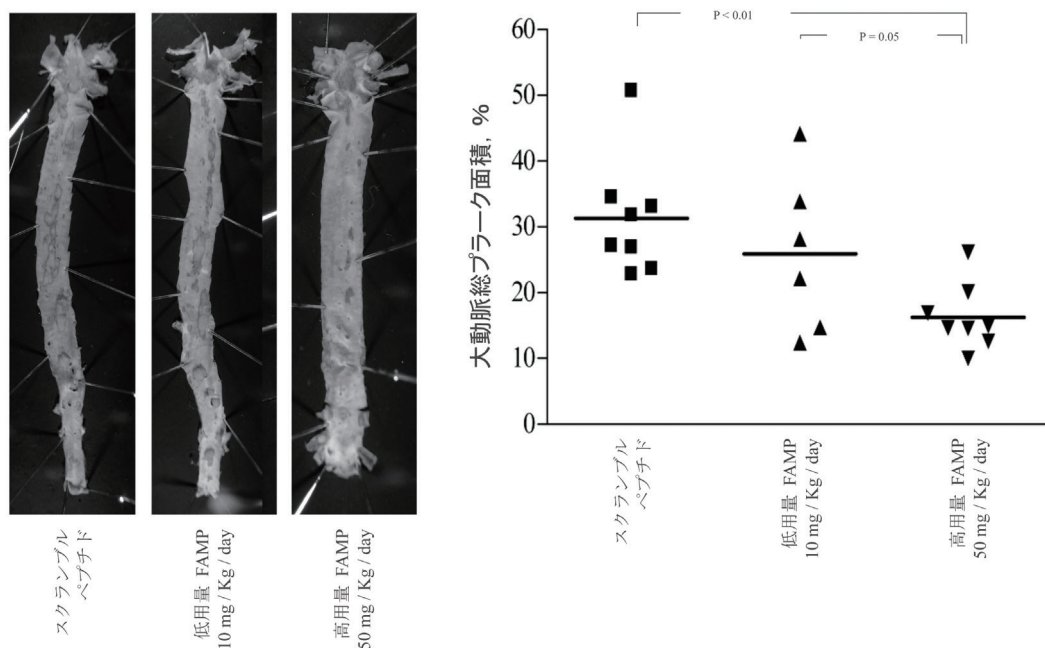 スクランブル
ペプチド
低用量 FAMP
10 mg / Kg / day
高用量 FAMP
50 mg / Kg / day
大動脈総プラーク面積, %
P < 0.01
P = 0.05
60
50
40
30
20
10
0
スクランブル
ペプチド
低用量 FAMP
10 mg / Kg / day
高用量 FAMP
50 mg / Kg / day